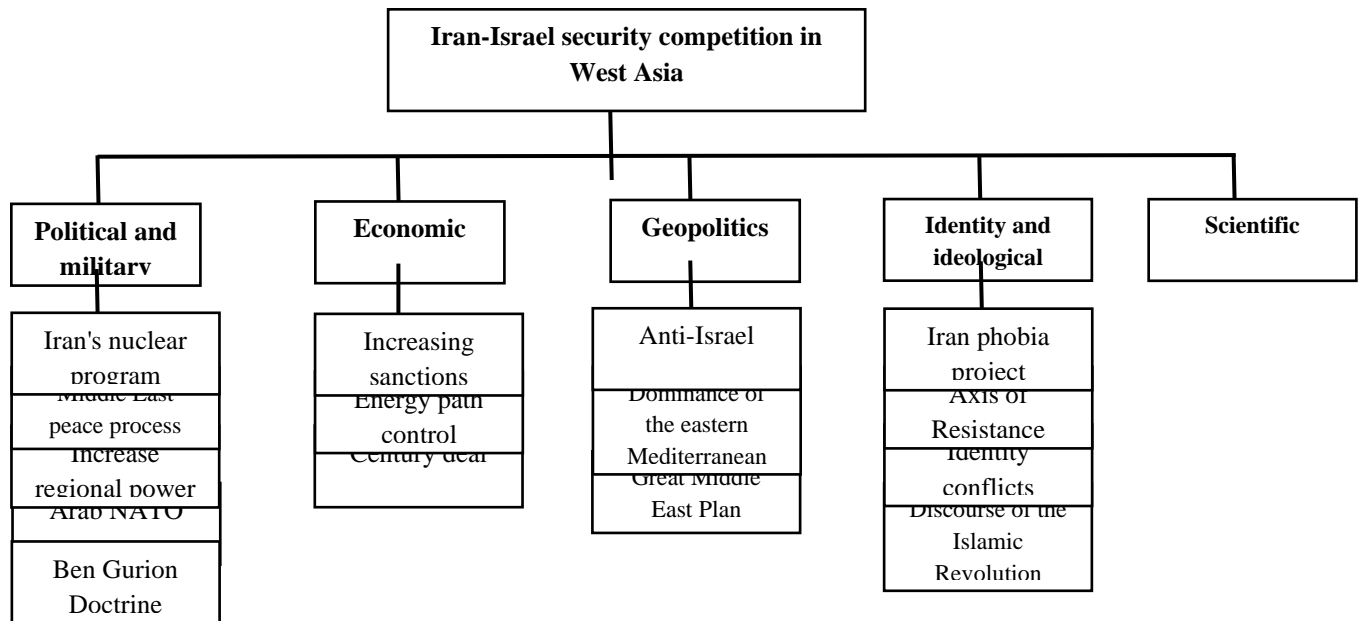 Iran-Israel security competition in
West Asia
Political and
military
Economic
Geopolitics
Identity and
ideological
Scientific
Iran's nuclear
program
Middle East
peace process
Increase
regional power
Arab NATO
Ben Gurion
Doctrine
Increasing
sanctions
Energy path
control
Century deal
Anti-Israel
Dominance of
the eastern
Mediterranean
Great Middle
East Plan
Iran phobia
project
Axis of
Resistance
Identity
conflicts
Discourse of the
Islamic
Revolution